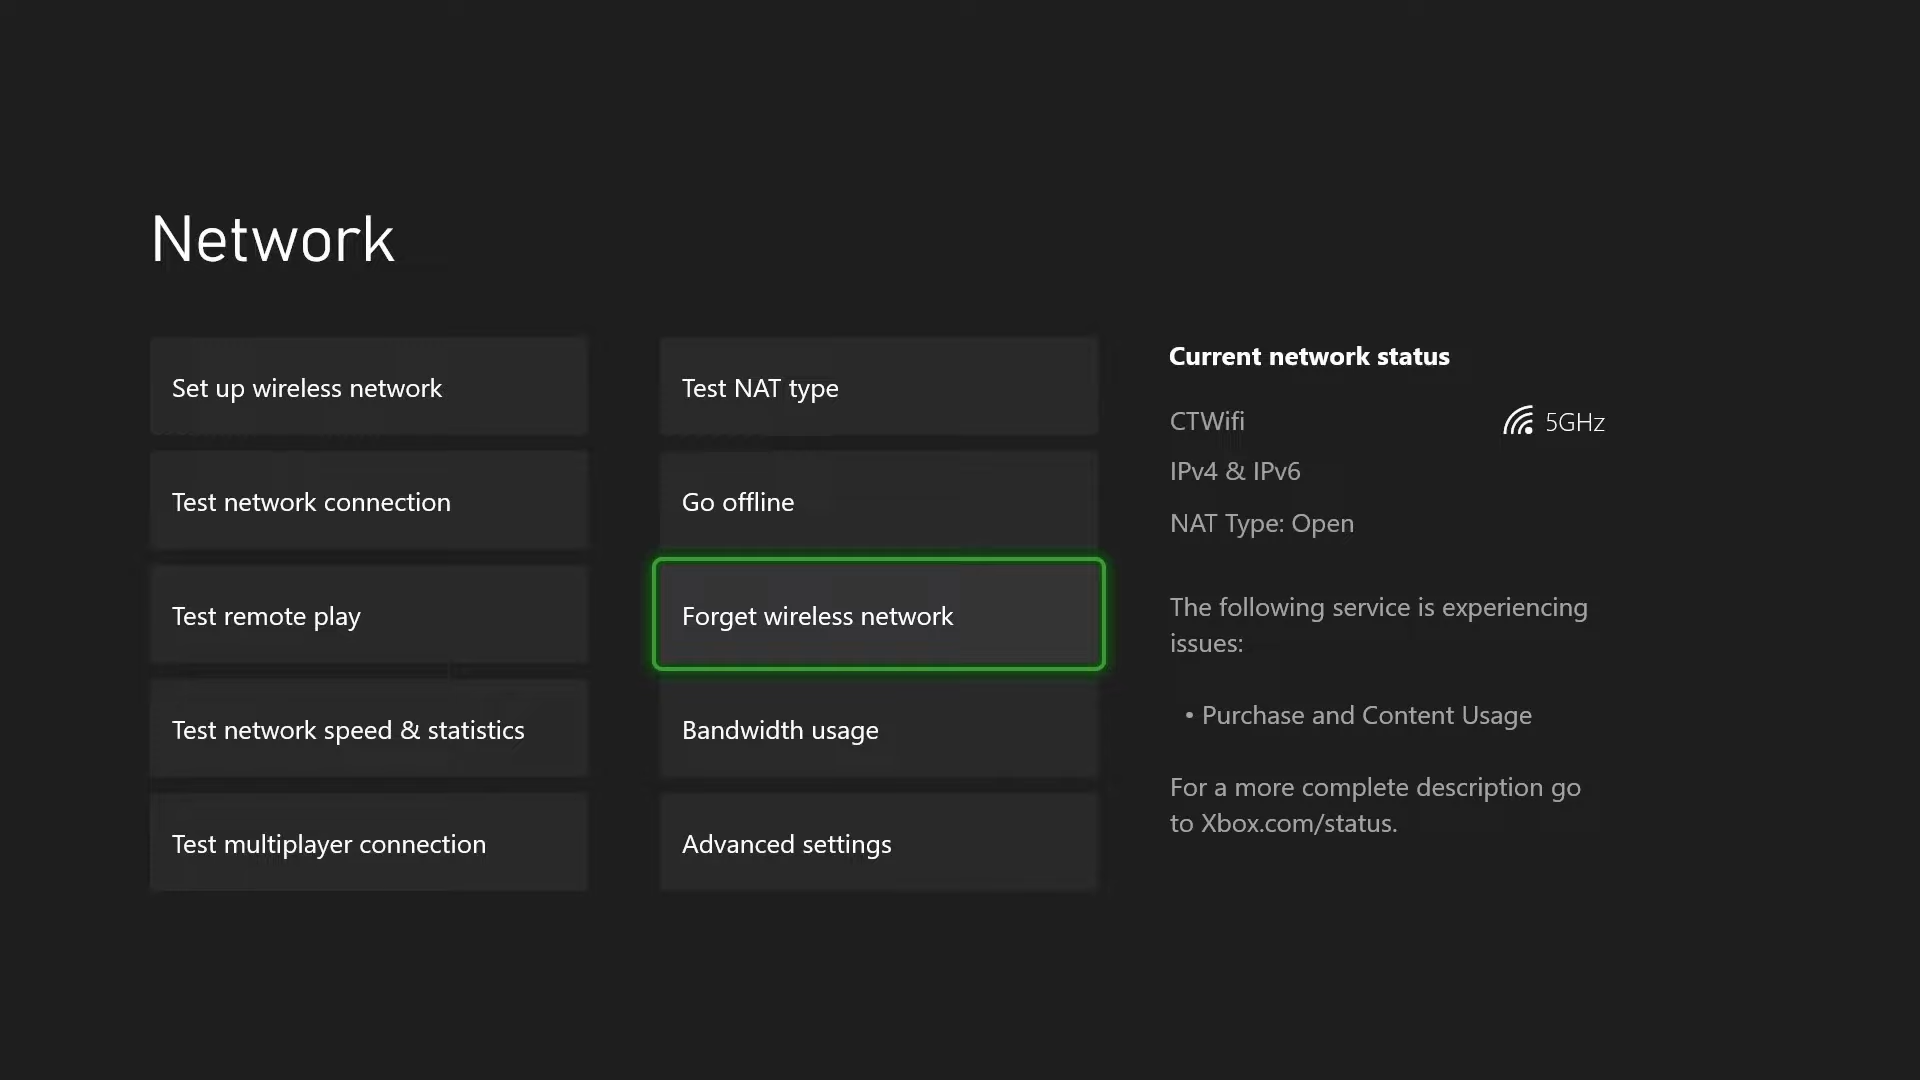 Network
Set up wireless network
Test network connection
Test remote play
Test network speed & statistics
Test multiplayer connection
Test NAT type
Go offline
Forget wireless network
Bandwidth usage
Advanced settings
Current network status
CTWifi 5GHz
IPv4 & IPv6
NAT Type: Open
The following service is experiencing
issues:
• Purchase and Content Usage
For a more complete description go
to Xbox.com/status.